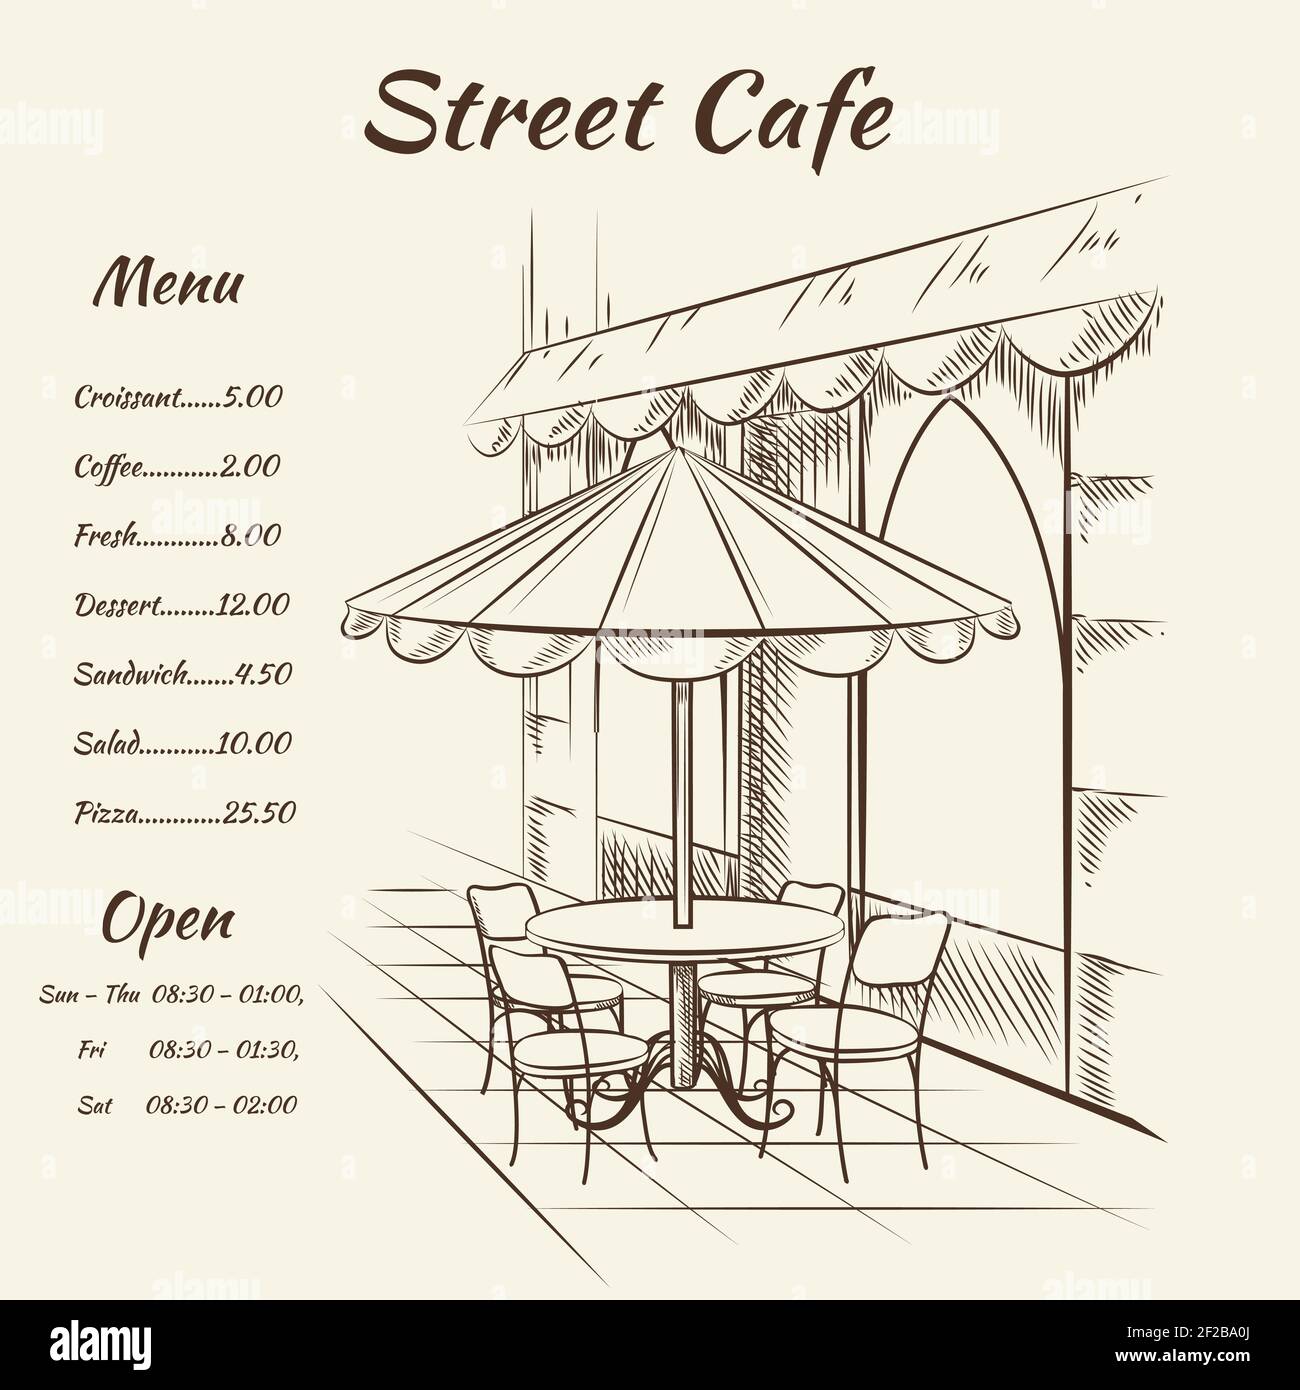 Street Cafe
Menu
Croissant......5.00
Coffee...........2.00
Fresh............8.00
Dessert........12.00
Sandwich.......4.50
Salad...........10.00
Pizza............25.50
Open
Sun - Thu 08:30 - 01:00,
Fri 08:30 - 01:30,
Sat 08:30 - 02:00
alamy
Image ID: 2F2BA0J
www.alamy.com